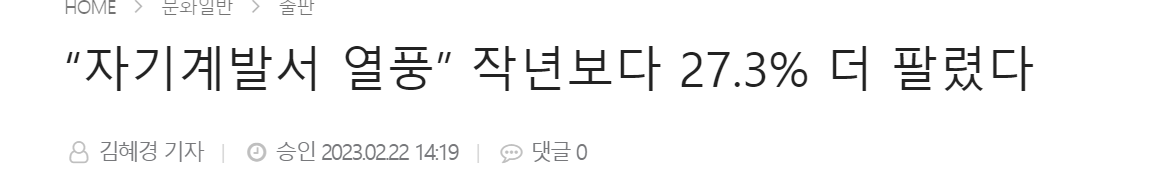 HOME > 문화일반 > 출판
“자기계발서 열풍” 작년보다 27.3% 더 팔렸다
김혜경 기자 | 승인 2023.02.22 14:19 | 댓글 0